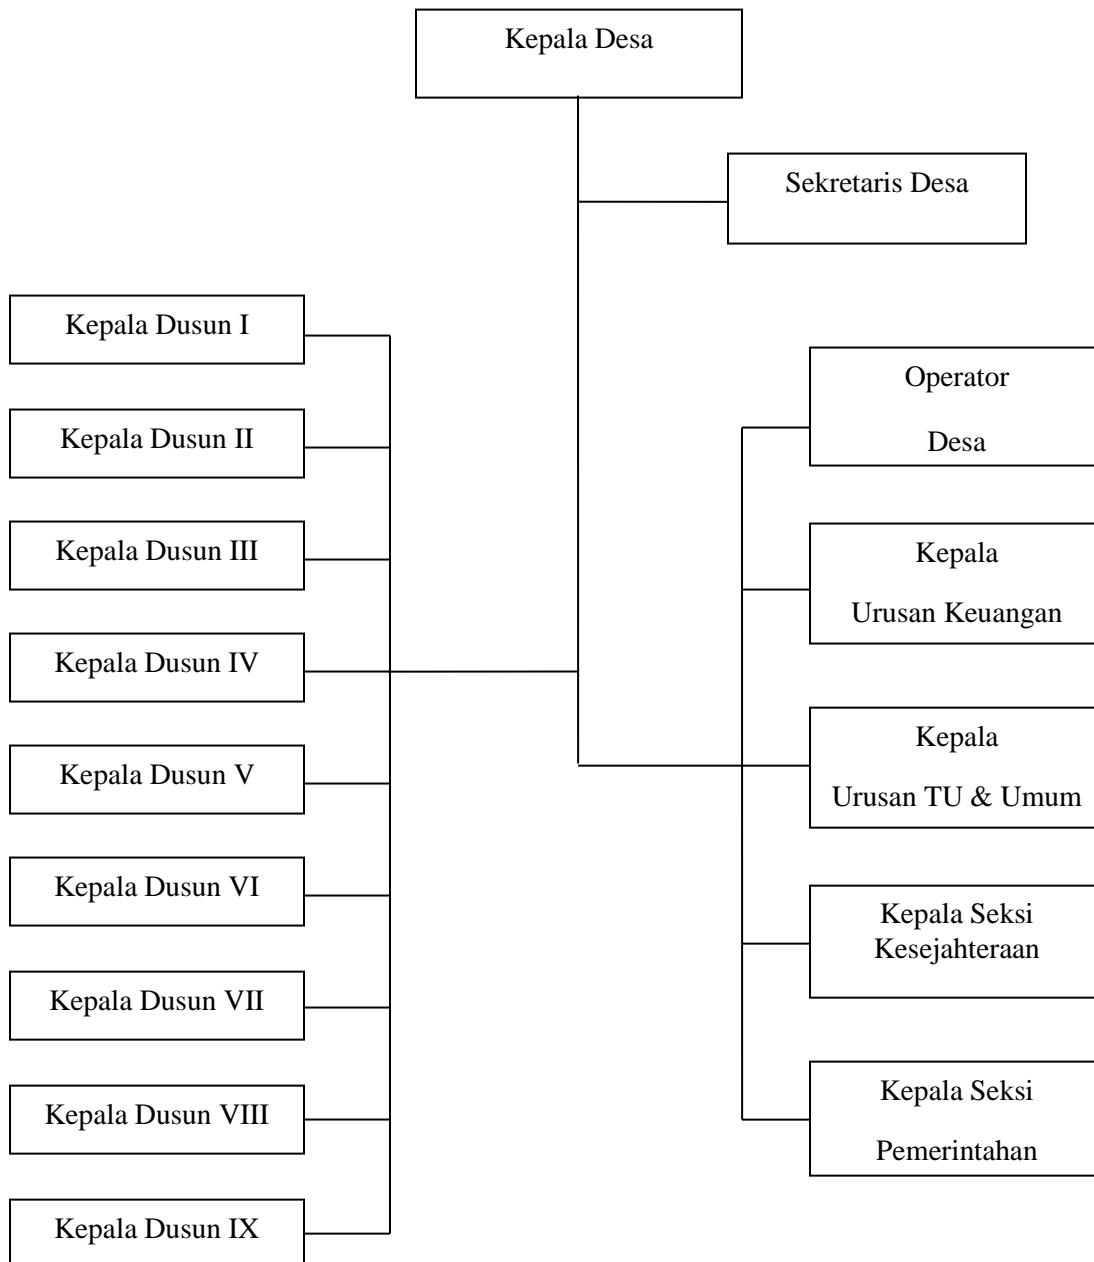 Kepala Desa
Sekretaris Desa
Kepala Dusun I
Kepala Dusun II
Kepala Dusun III
Kepala Dusun IV
Kepala Dusun V
Kepala Dusun VI
Kepala Dusun VII
Kepala Dusun VIII
Kepala Dusun IX
Operator
Desa
Kepala
Urusan Keuangan
Kepala
Urusan TU & Umum
Kepala Seksi
Kesejahteraan
Kepala Seksi
Pemerintahan